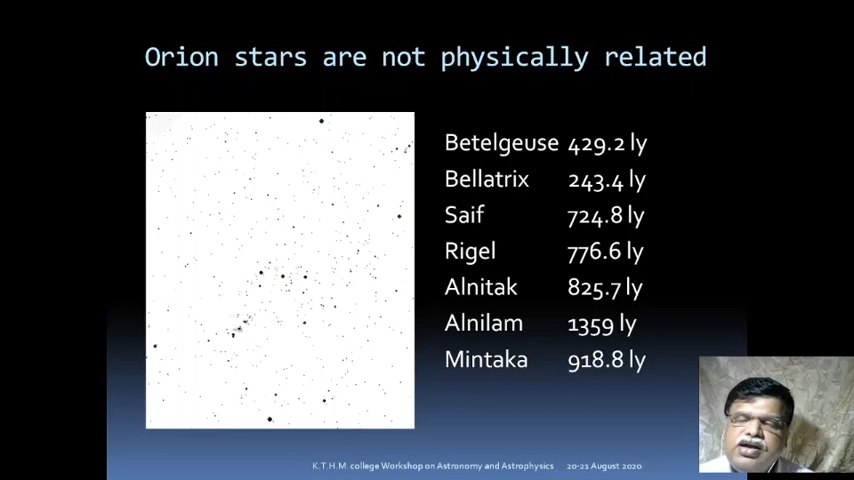 Orion stars are not physically related
Betelgeuse 429.2 ly
Bellatrix 243.4 ly
Saif 724.8 ly
Rigel 776.6 ly
Alnitak 825.7 ly
Alnilam 1359 ly
Mintaka 918.8 ly
K.T.H.M. college Workshop on Astronomy and Astrophysics 20-21 August 2020